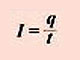 I = q/t